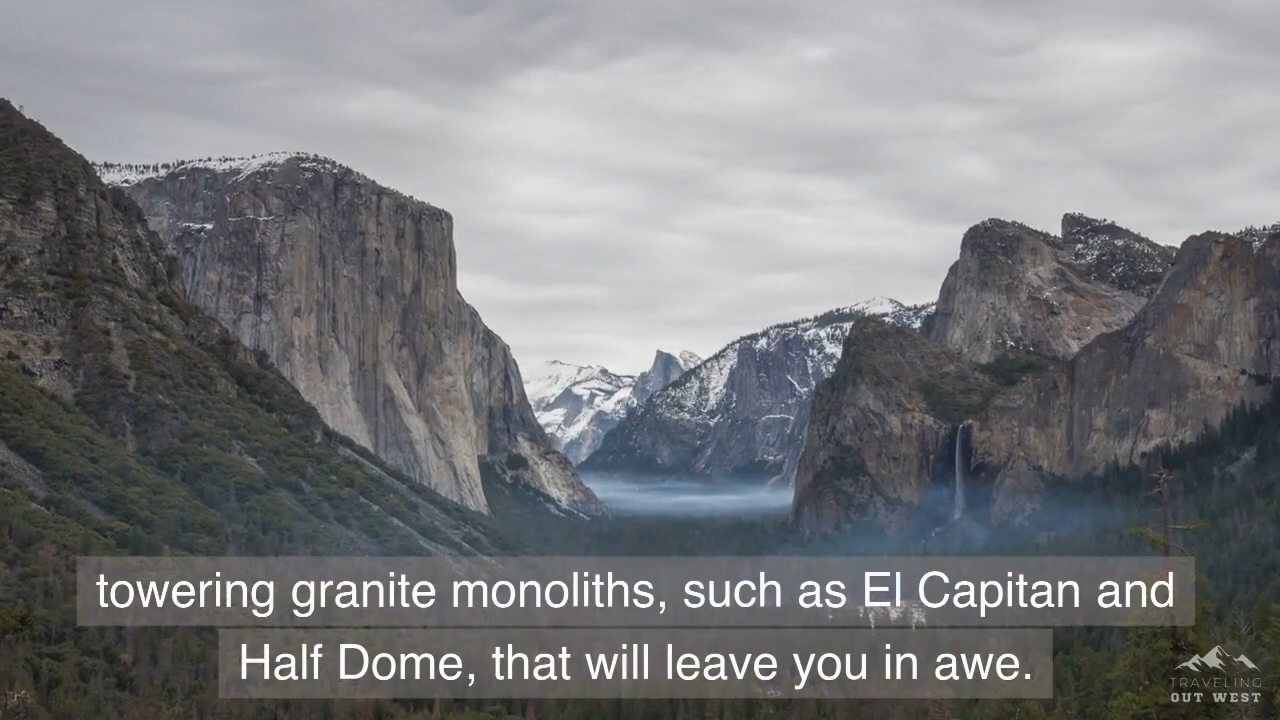 towering granite monoliths, such as El Capitan and
Half Dome, that will leave you in awe.
TRAVELING
OUT WEST